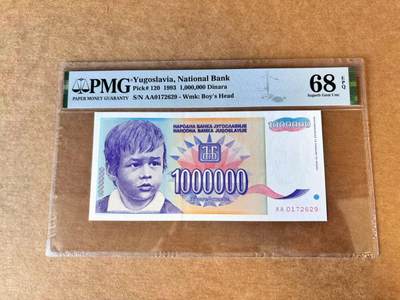 PMG
PAPER MONEY GUARANTY
Yugoslavia, National Bank
Pick# 120 1993 1,000,000 Dinara
S/N AA0172629 - Wmk: Boy's Head
68 EPQ
Superb Gem Unc
НАРОДНА БАНКА ЈУГОСЛАВИЈЕ
NARODNA BANKA JUGOSLAVIJE
1000000
1000000
AA 0172629